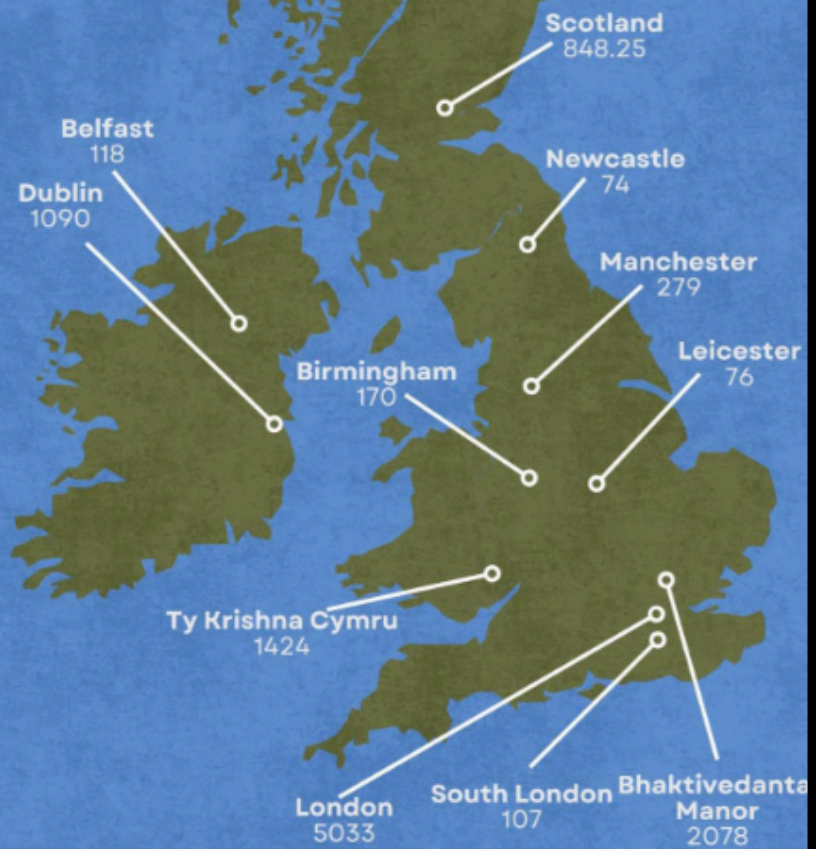 Scotland
848.25
Belfast
118
Newcastle
74
Dublin
1090
Manchester
279
Leicester
76
Birmingham
170
Ty Krishna Cymru
1424
London
5033
South London
107
Bhaktivedanta
Manor
2078